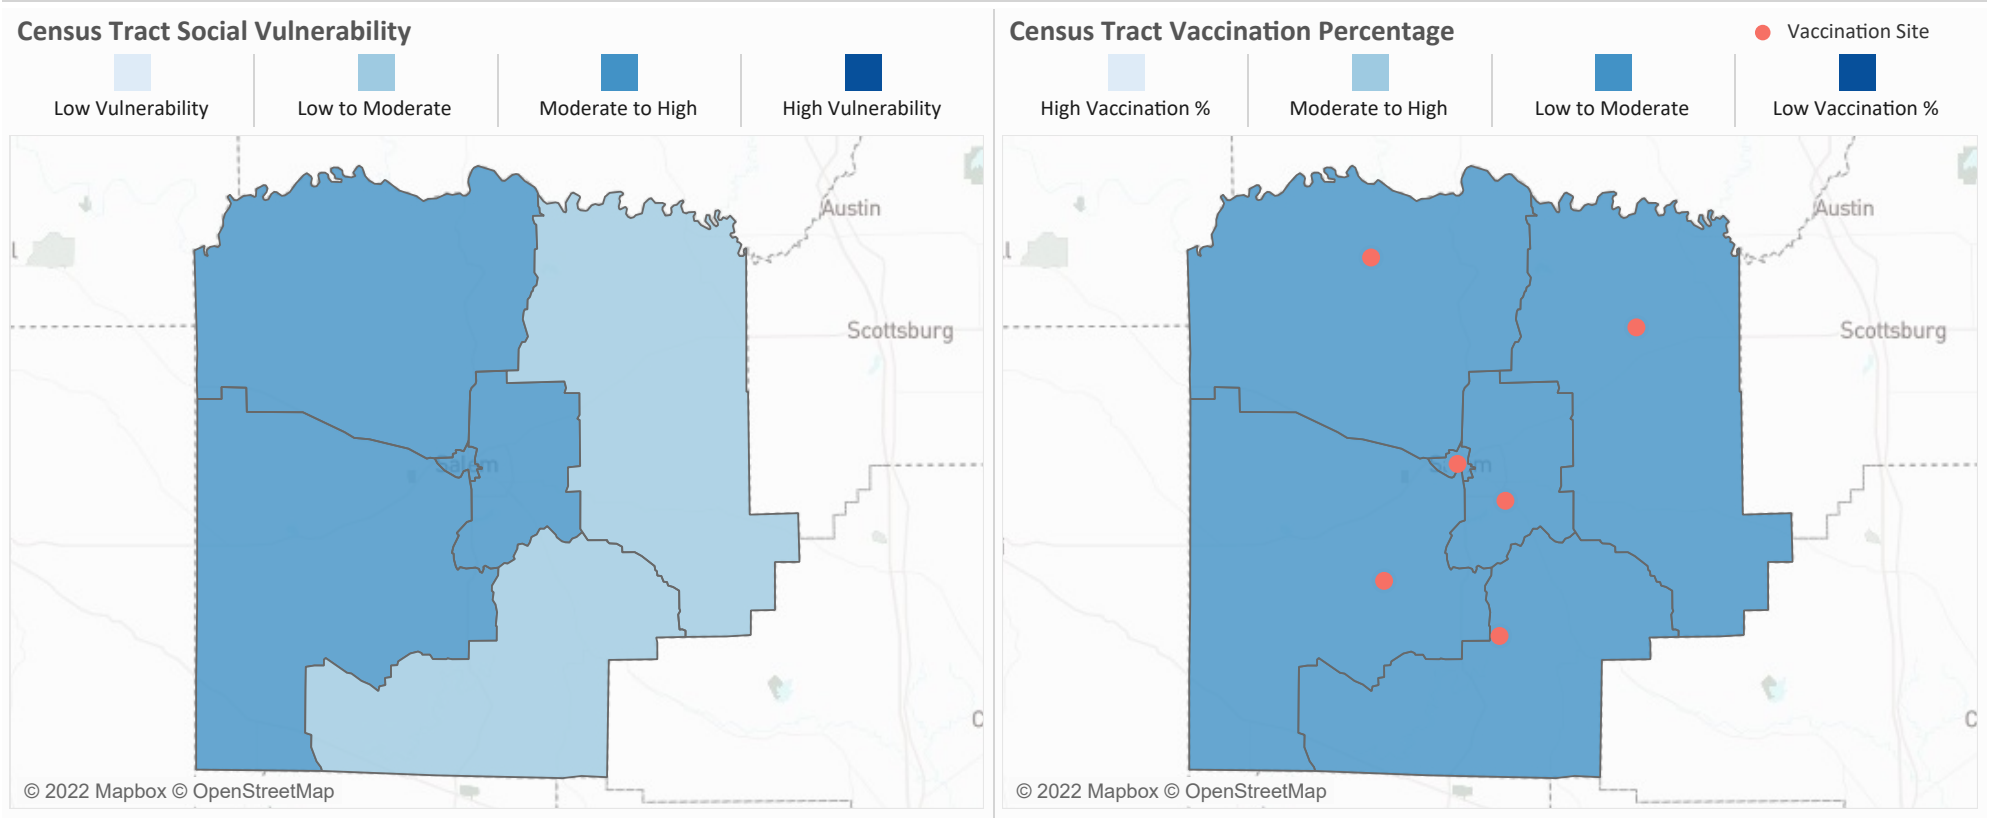 Census Tract Social Vulnerability
Low Vulnerability
Low to Moderate
Moderate to High
High Vulnerability
Austin
Scottsburg
Salem
© 2022 Mapbox © OpenStreetMap
Census Tract Vaccination Percentage
Vaccination Site
High Vaccination %
Moderate to High
Low to Moderate
Low Vaccination %
Austin
Scottsburg
© 2022 Mapbox © OpenStreetMap